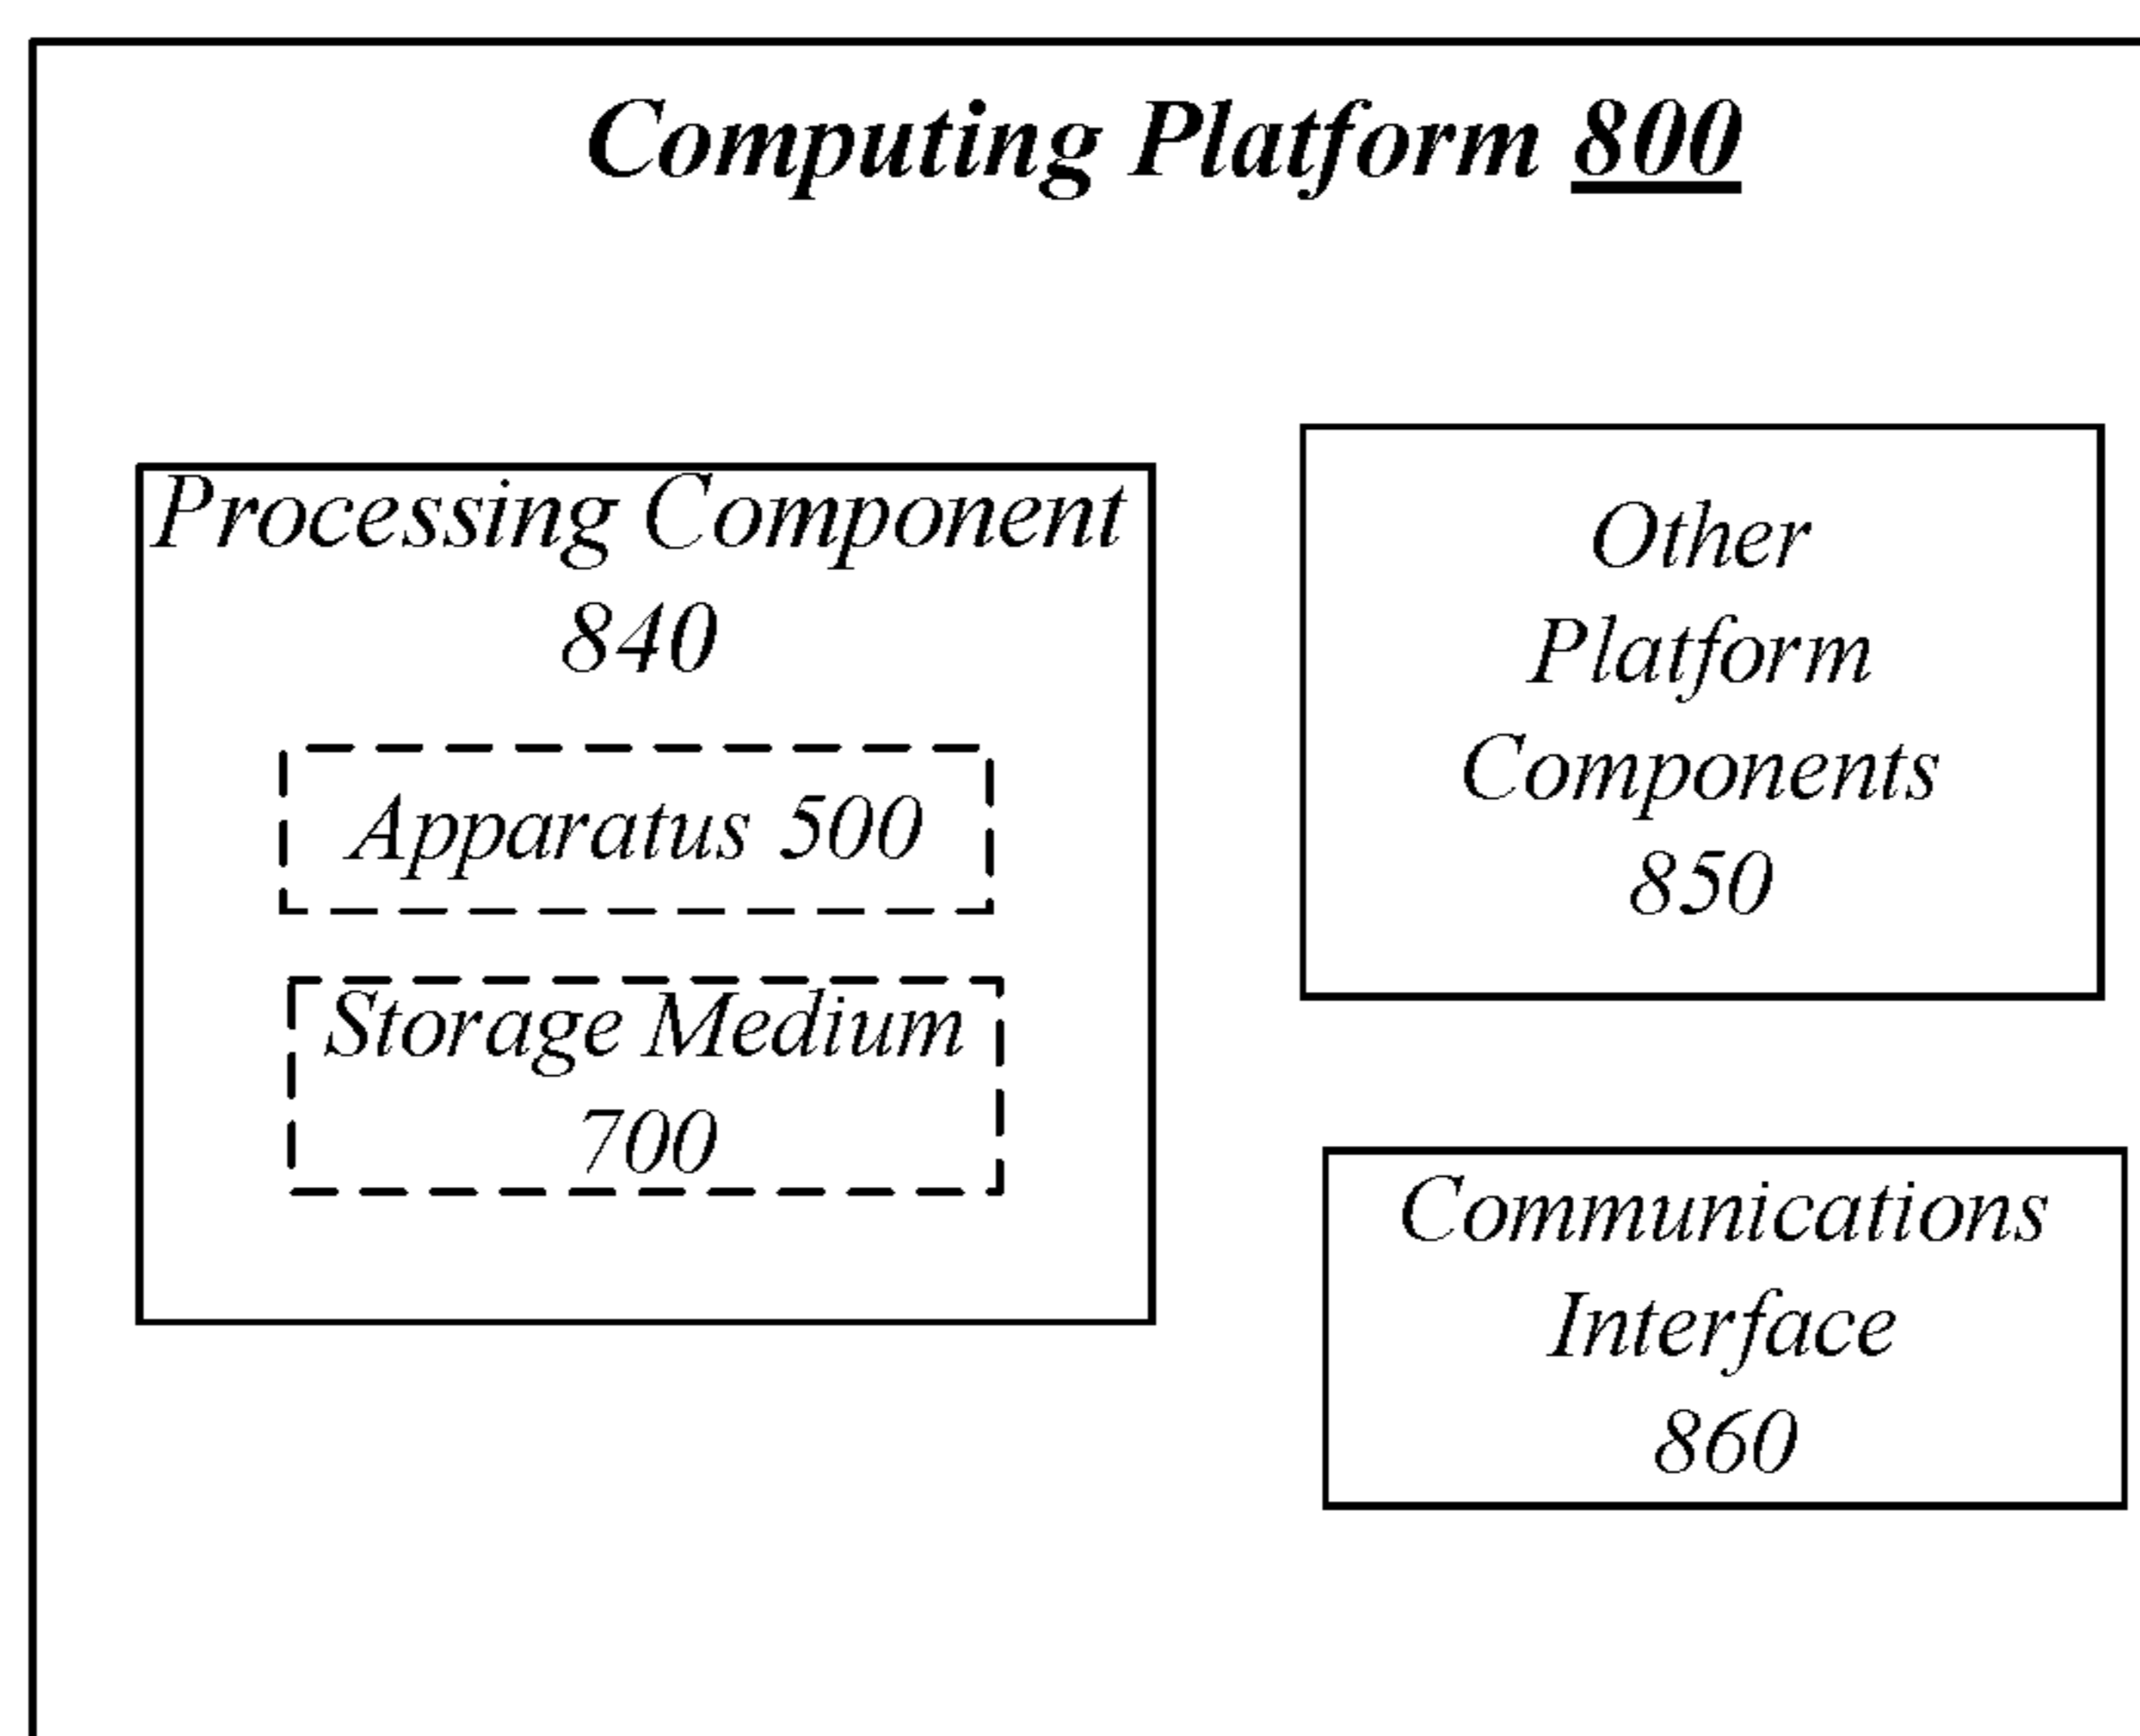 Computing Platform 800
Processing Component
840
Apparatus 500
Storage Medium
700
Other
Platform
Components
850
Communications
Interface
860